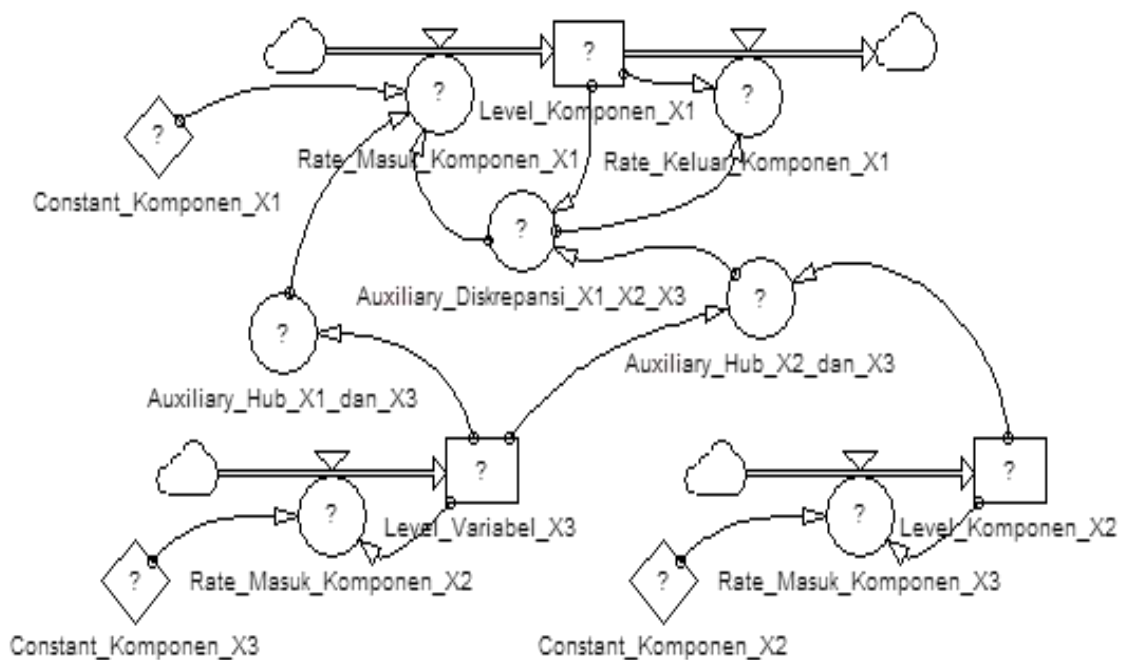 ?
?
?
?
Level_Komponen_X1
Rate_Masuk_Komponen_X1
Rate_Keluar_Komponen_X1
Constant_Komponen_X1
?
Auxiliary_Diskrepansi_X1_X2_X3
?
?
Auxiliary_Hub_X2_dan_X3
Auxiliary_Hub_X1_dan_X3
?
?
?
?
Level_Variabel_X3
Level_Komponen_X2
?
Rate_Masuk_Komponen_X2
?
Rate_Masuk_Komponen_X3
Constant_Komponen_X3
Constant_Komponen_X2